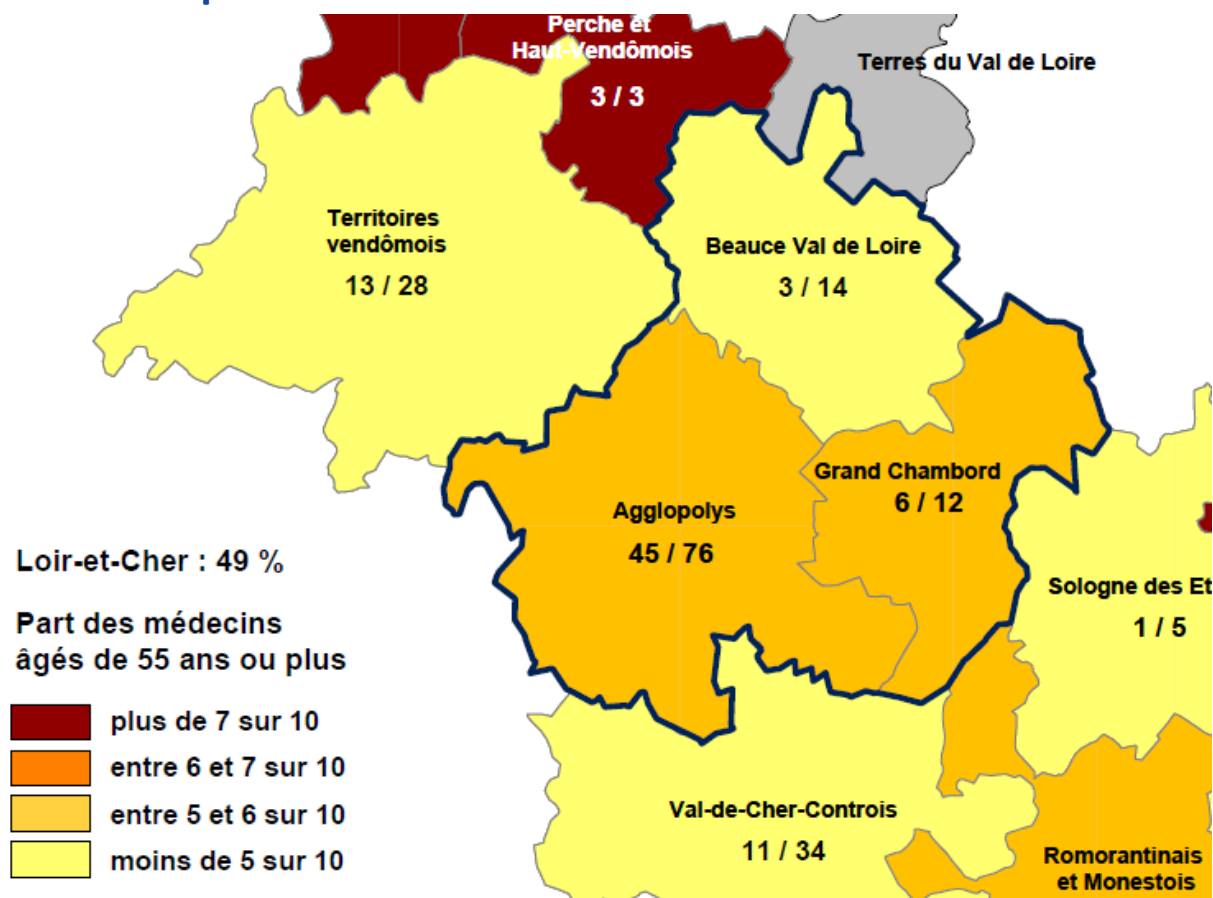 Perche et
Haut-Vendômois
3 / 3
Terres du Val de Loire
Territoires
vendômois
13 / 28
Beauce Val de Loire
3 / 14
Grand Chambord
6 / 12
Agglopolys
45 / 76
Sologne des Et
1 / 5
Loir-et-Cher : 49 %
Part des médecins
âgés de 55 ans ou plus
plus de 7 sur 10
entre 6 et 7 sur 10
entre 5 et 6 sur 10
moins de 5 sur 10
Val-de-Cher-Controis
11 / 34
Romorantinais
et Monestois